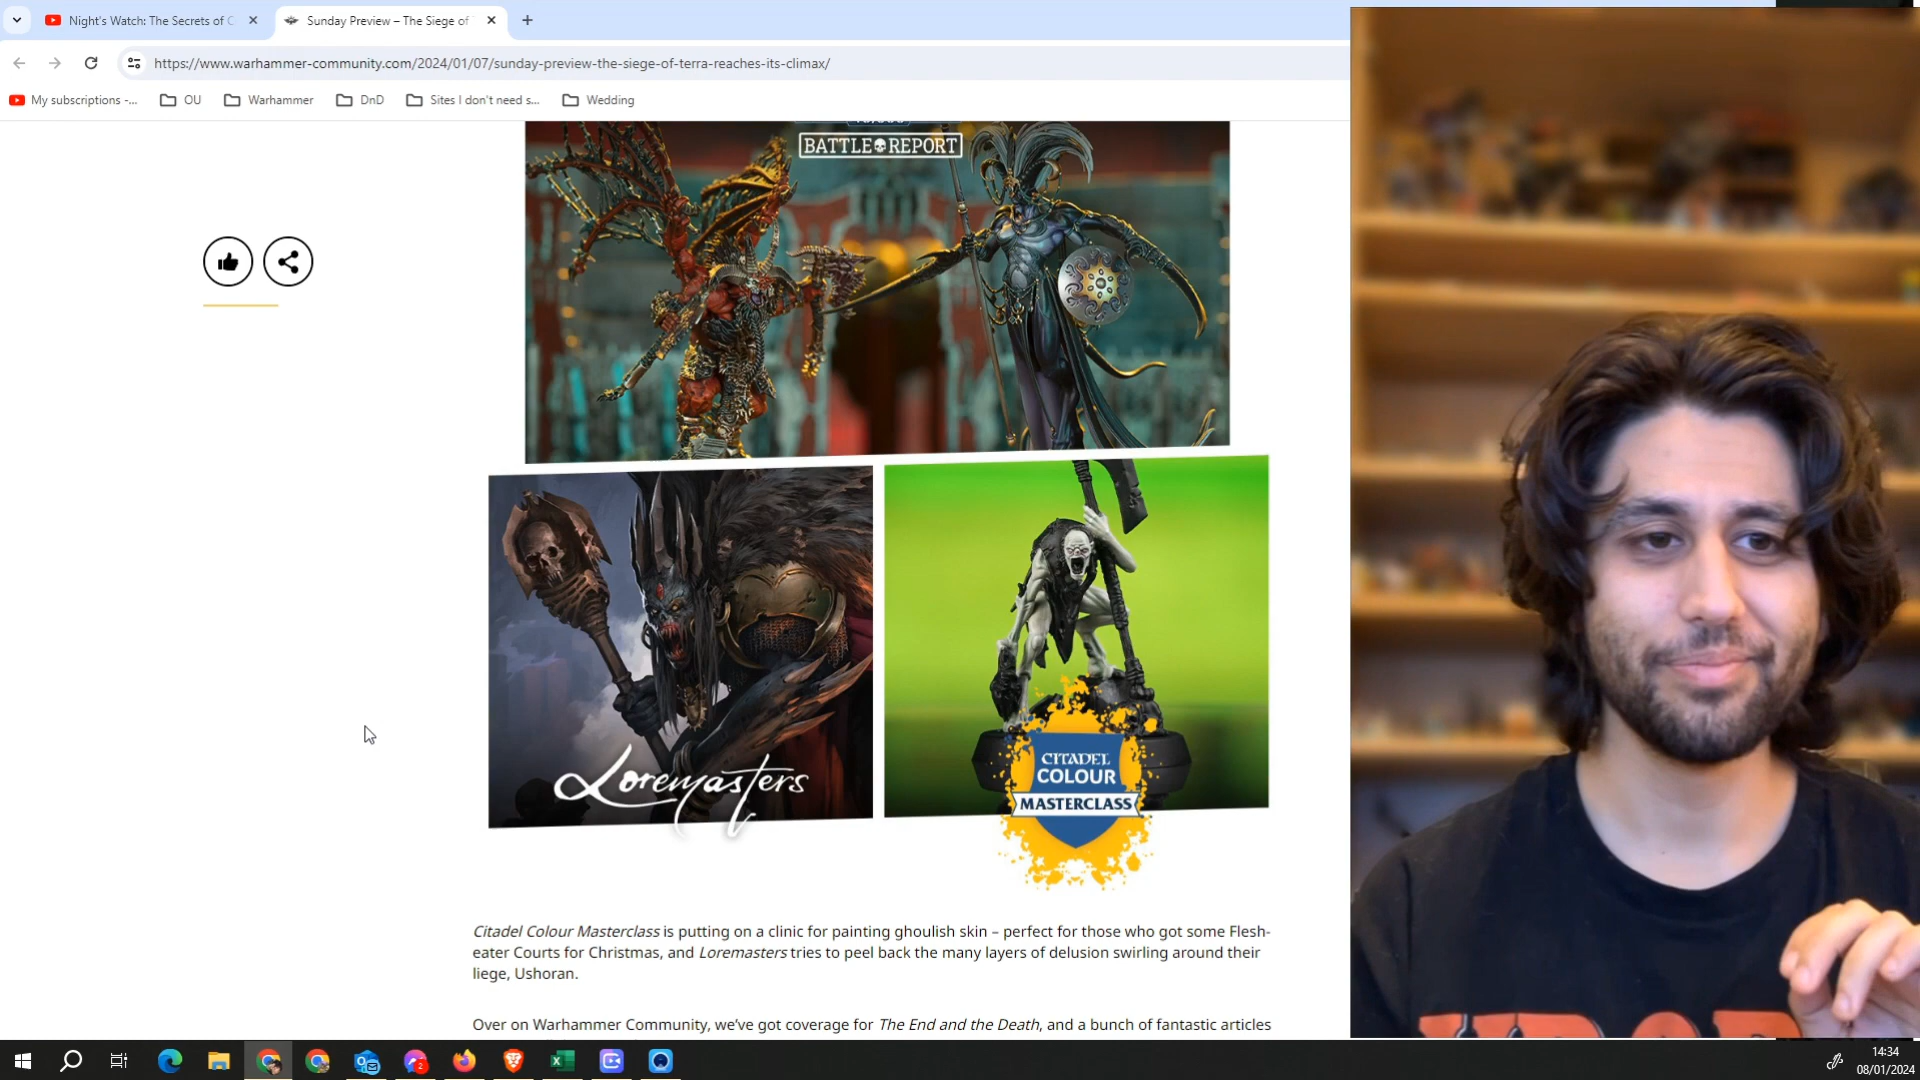 Night's Watch: The Secrets of C
Sunday Preview – The Siege of
https://www.warhammer-community.com/2024/01/07/sunday-preview-the-siege-of-terra-reaches-its-climax/
My subscriptions -...
OU
Warhammer
DnD
Sites I don't need s...
Wedding
BATTLE REPORT
Loremasters
CITADEL
COLOUR
MASTERCLASS
Citadel Colour Masterclass is putting on a clinic for painting ghoulish skin – perfect for those who got some Flesh-
eater Courts for Christmas, and Loremasters tries to peel back the many layers of delusion swirling around their
liege, Ushoran.
Over on Warhammer Community, we've got coverage for The End and the Death, and a bunch of fantastic articles
2
14:34
08/01/2024